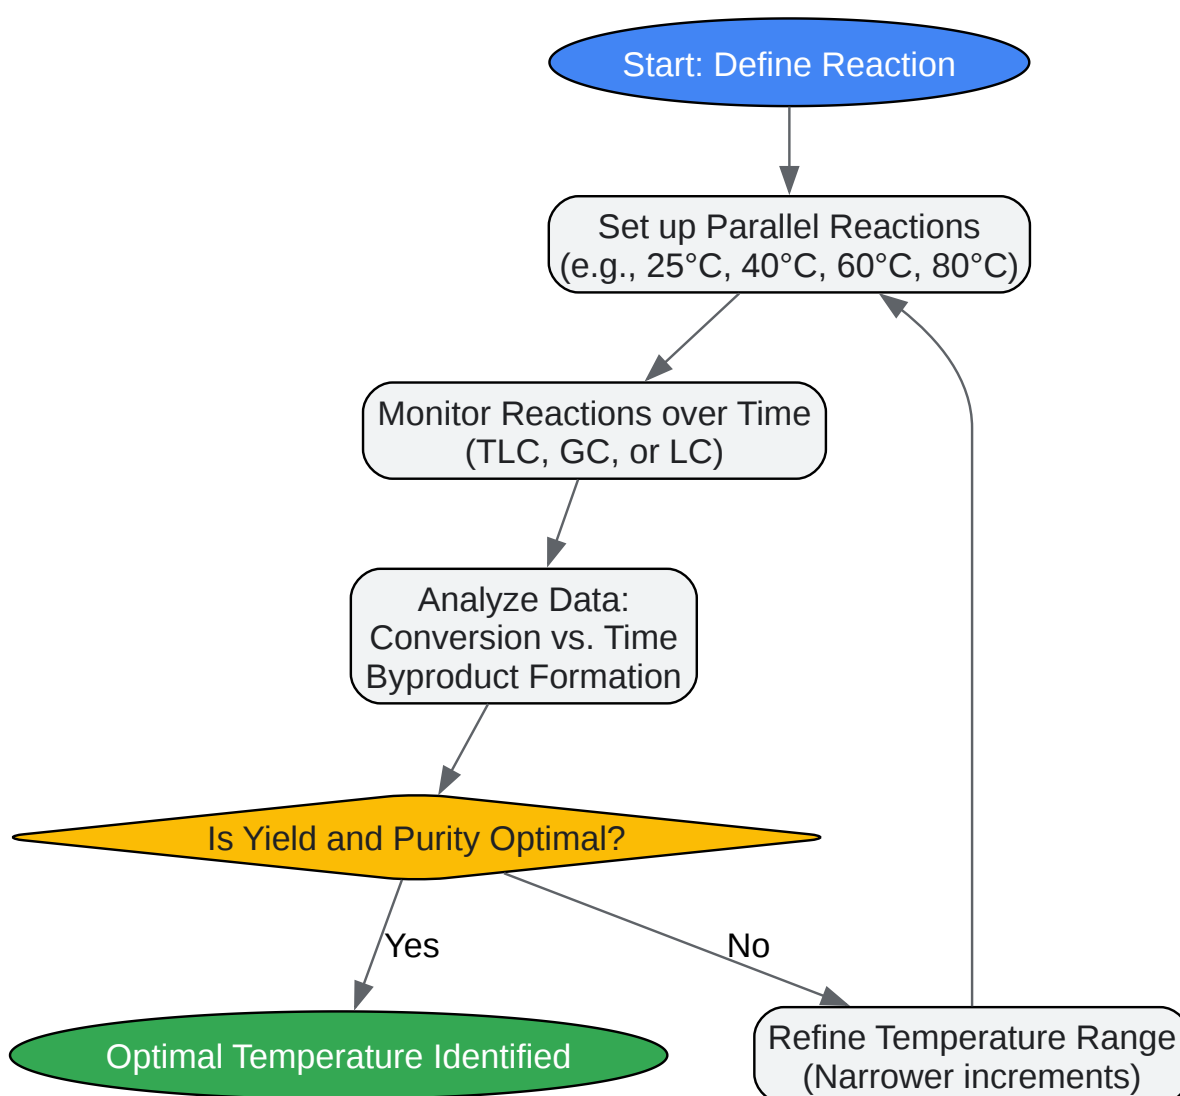 Start: Define Reaction
Set up Parallel Reactions
(e.g., 25°C, 40°C, 60°C, 80°C)
Monitor Reactions over Time
(TLC, GC, or LC)
Analyze Data:
Conversion vs. Time
Byproduct Formation
Is Yield and Purity Optimal?
Yes
No
Optimal Temperature Identified
Refine Temperature Range
(Narrower increments)